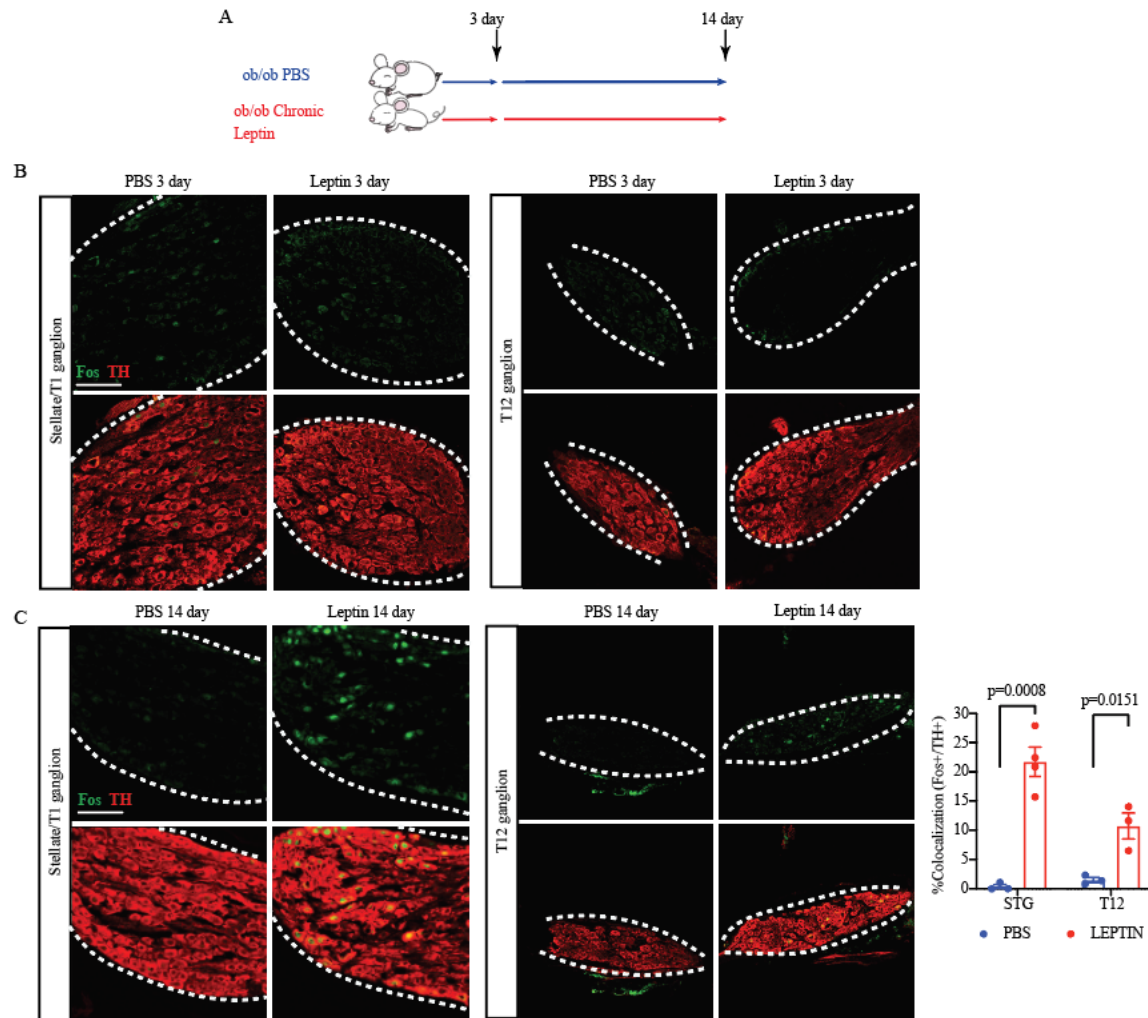 A
3 day
14 day
ob/ob PBS
ob/ob Chronic
Leptin
B
PBS 3 day
Leptin 3 day
PBS 3 day
Leptin 3 day
Stellate/T1 ganglion
Fos TH
T12 ganglion
C
PBS 14 day
Leptin 14 day
PBS 14 day
Leptin 14 day
Stellate/T1 ganglion
Fos TH
T12 ganglion
p=0.0008
p=0.0151
%Colocalization (Fos+/TH+)
30
25
20
15
10
5
0
STG
T12
PBS
LEPTIN